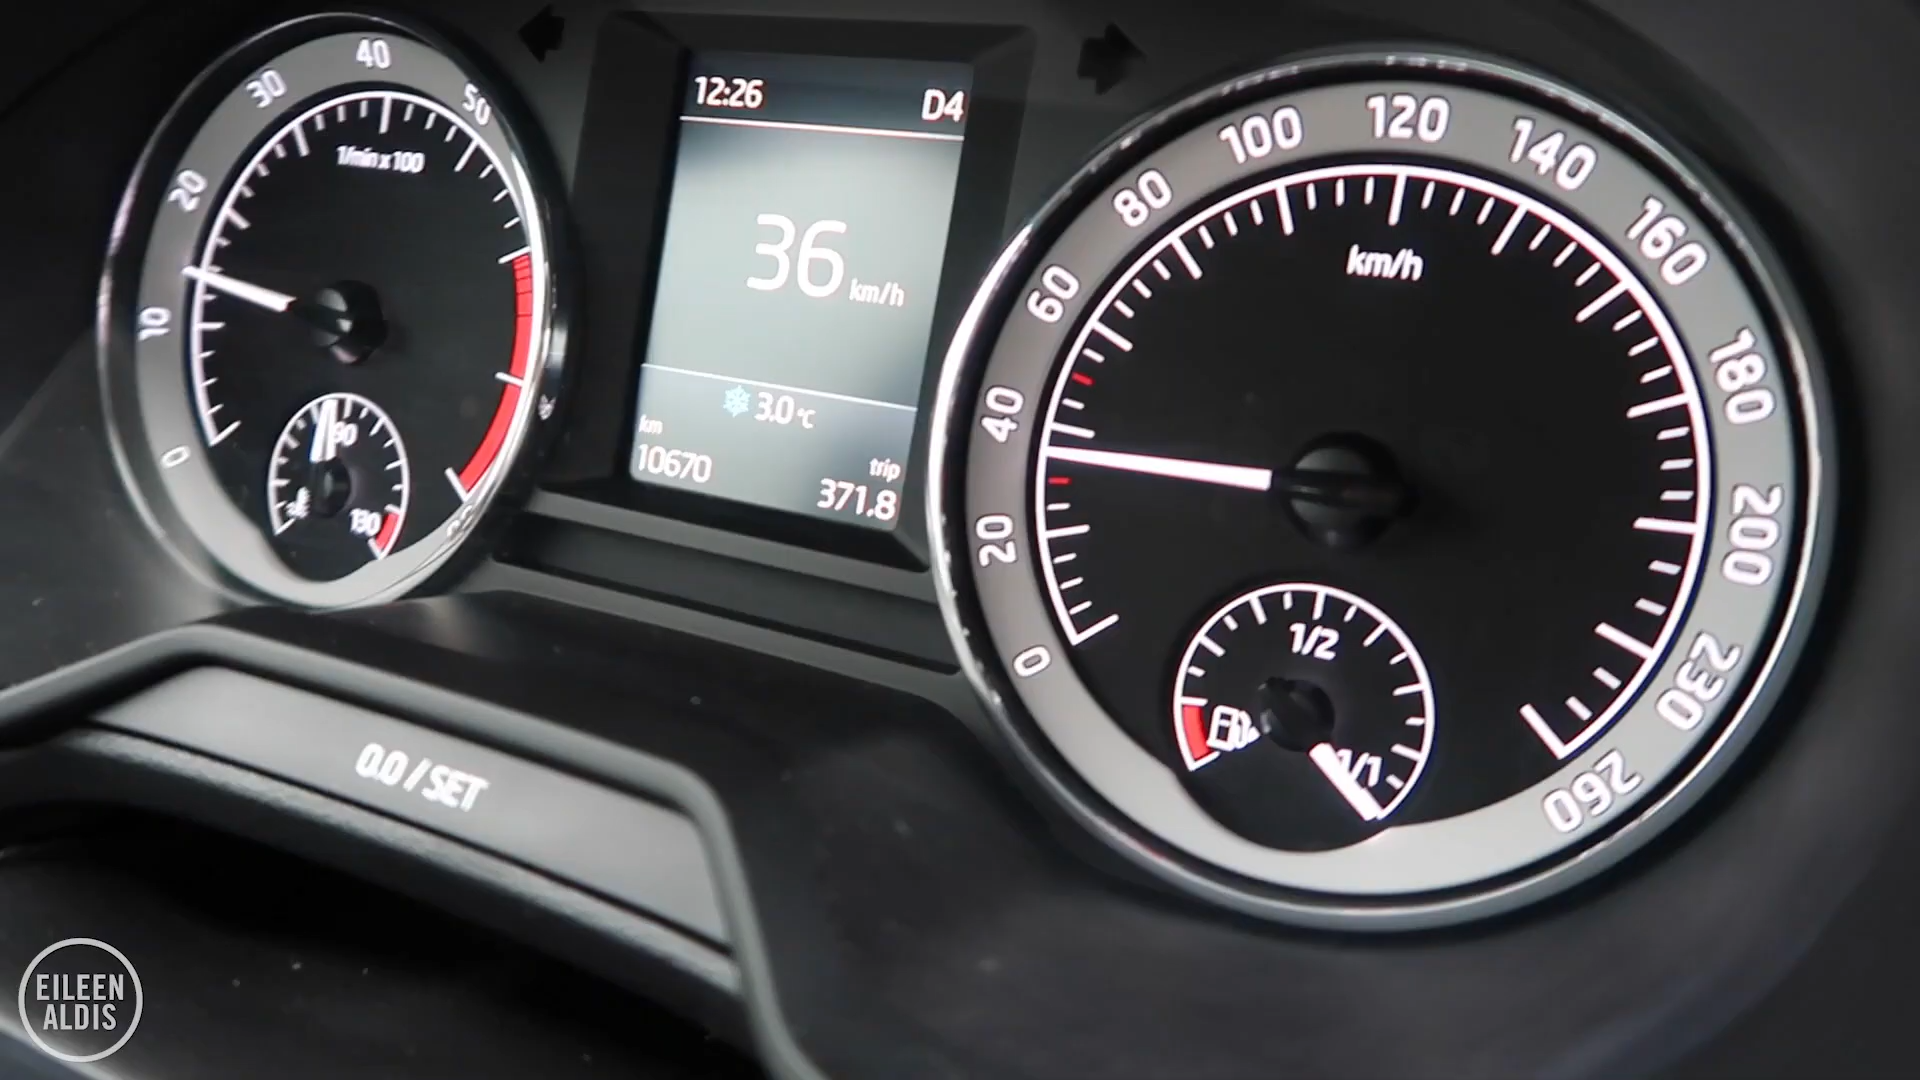 0
10
20
30
40
50
1/min x 100
90
130
12:26
D4
36 km/h
3.0 °C
km
10670
trip
371.8
0
20
40
60
80
100
120
140
160
180
200
230
260
km/h
1/2
1/1
0.0 / SET
EILEEN
ALDIS